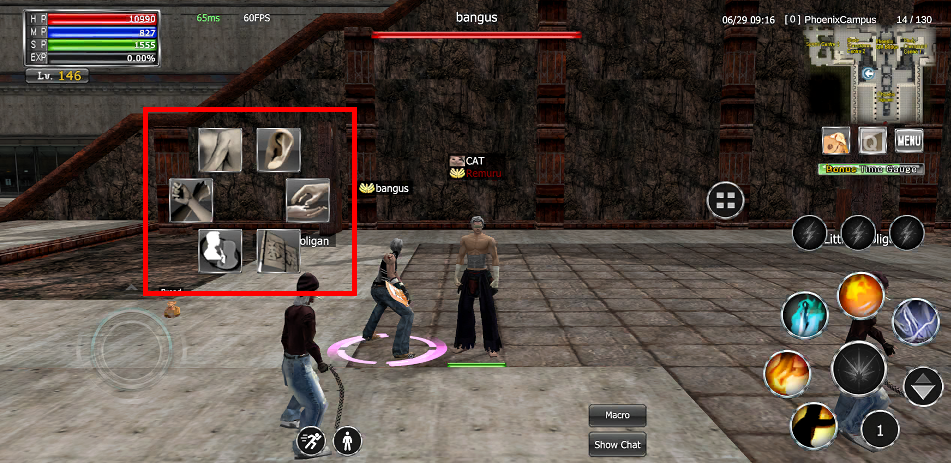 H P 10990
M P 827
S P 1555
EXP 0.00%
Lv. 146
65ms 60FPS
bangus
06/29 09:16 [ 0 ] PhoenixCampus 14 / 130
MENU
Bonus Time Gauge
CAT
Remuru
bangus
oligan
Macro
Show Chat
1